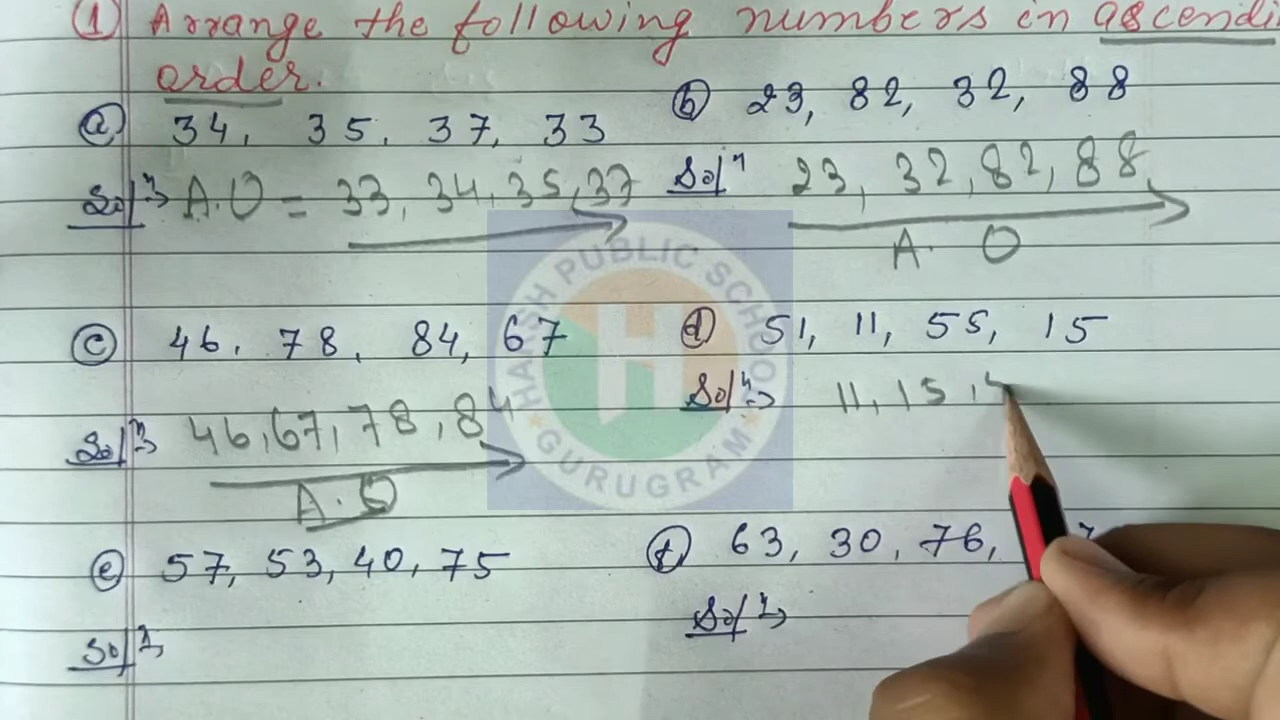 (1) Arrange the following numbers in ascendi
order.
(a) 34, 35, 37, 33
Sol^n→ A.O = 33, 34, 35, 37
(b) 23, 82, 32, 88
Sol^n 23, 32, 82, 88
A. O
(c) 46, 78, 84, 67
Sol^n→ 46, 67, 78, 84
A.O
(d) 51, 11, 55, 15
Sol^n→ 11, 15,
(e) 57, 53, 40, 75
Sol^n→
(f) 63, 30, 76,
Sol^n→
HARSH PUBLIC SCHOOL
H
GURUGRAM